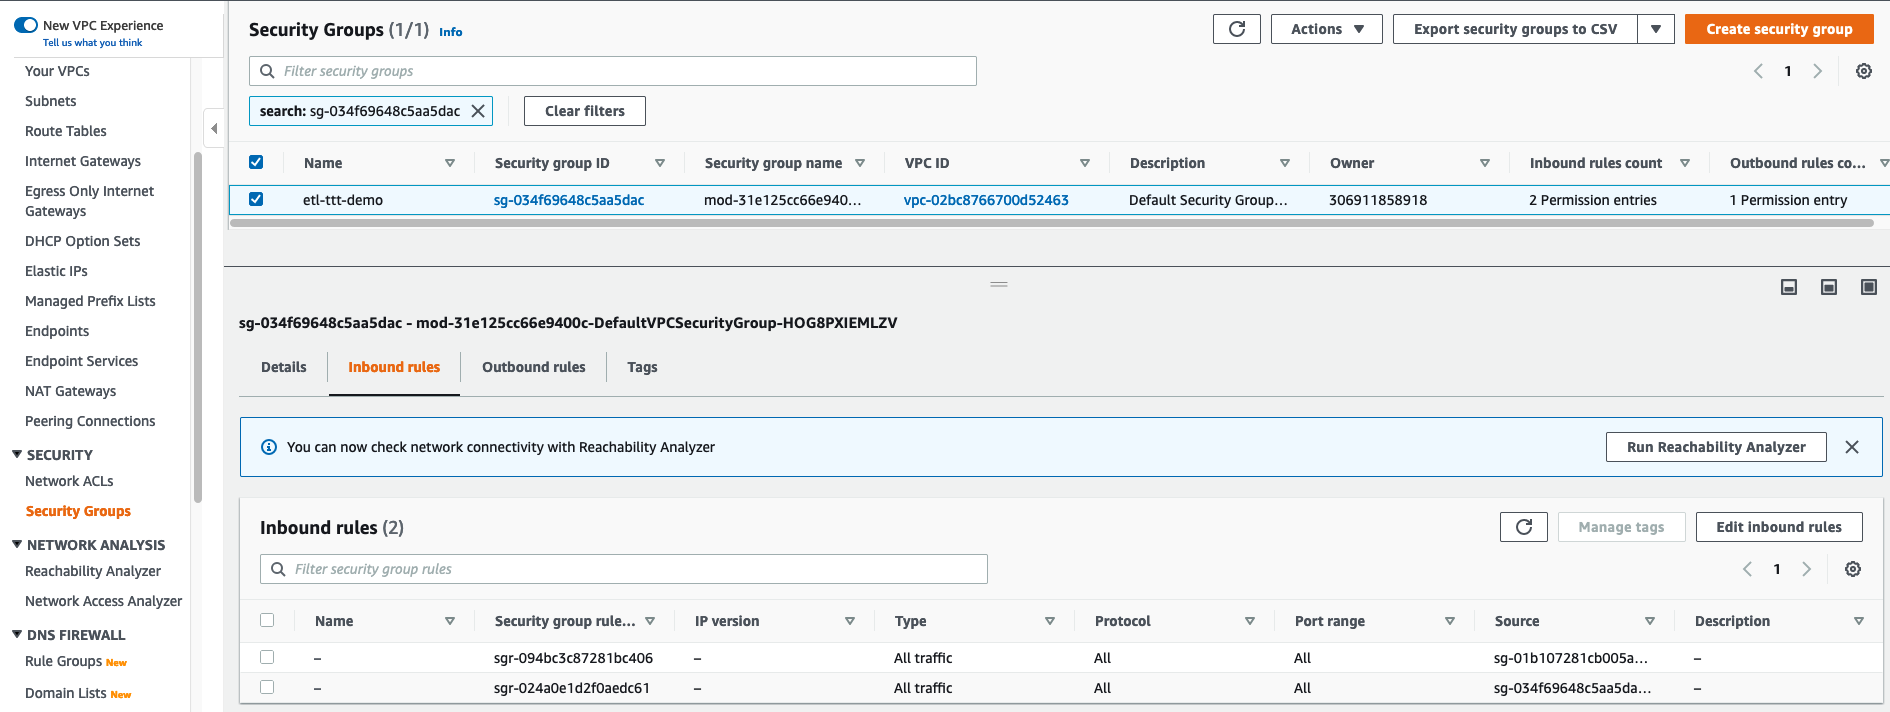 New VPC Experience
Tell us what you think
Your VPCs
Subnets
Route Tables
Internet Gateways
Egress Only Internet
Gateways
DHCP Option Sets
Elastic IPs
Managed Prefix Lists
Endpoints
Endpoint Services
NAT Gateways
Peering Connections
SECURITY
Network ACLs
Security Groups
NETWORK ANALYSIS
Reachability Analyzer
Network Access Analyzer
DNS FIREWALL
Rule Groups New
Domain Lists New
Security Groups (1/1) Info
Actions
Export security groups to CSV
Create security group
Filter security groups
1
search: sg-034f69648c5aa5dac
Clear filters
Name Security group ID Security group name VPC ID Description Owner Inbound rules count Outbound rules co...
etl-ttt-demo sg-034f69648c5aa5dac mod-31e125cc66e940... vpc-02bc8766700d52463 Default Security Group... 306911858918 2 Permission entries 1 Permission entry
sg-034f69648c5aa5dac - mod-31e125cc66e9400c-DefaultVPCSecurityGroup-HOG8PXIEMLZV
Details Inbound rules Outbound rules Tags
You can now check network connectivity with Reachability Analyzer
Run Reachability Analyzer
Inbound rules (2)
Manage tags
Edit inbound rules
Filter security group rules
1
Name Security group rule... IP version Type Protocol Port range Source Description
– sgr-094bc3c87281bc406 – All traffic All All sg-01b107281cb005a... –
– sgr-024a0e1d2f0aedc61 – All traffic All All sg-034f69648c5aa5da... –